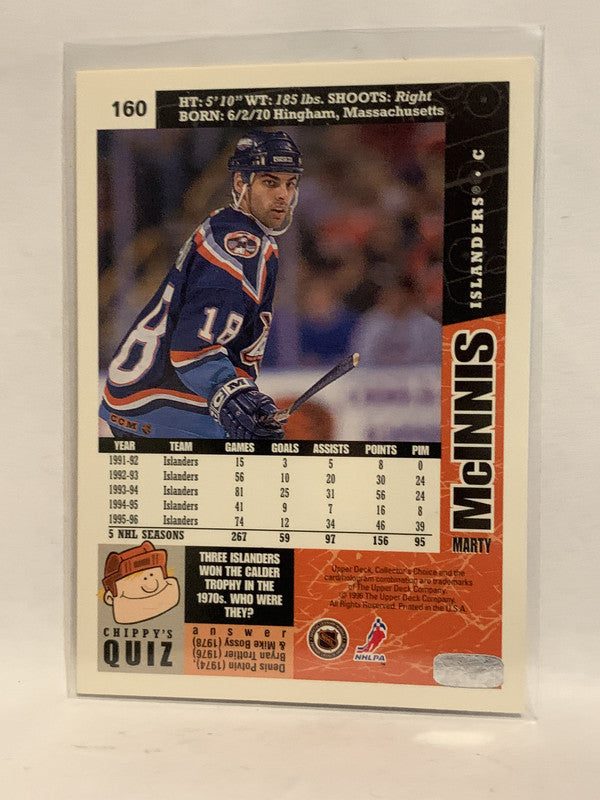 160
HT: 5'10" WT: 185 lbs. SHOOTS: Right
BORN: 6/2/70 Hingham, Massachusetts
ISLANDERS® • C
MARTY McINNIS
18
8
CCM
CM
YEAR TEAM GAMES GOALS ASSISTS POINTS PIM
1991-92 Islanders 15 3 5 8 0
1992-93 Islanders 56 10 20 30 24
1993-94 Islanders 81 25 31 56 24
1994-95 Islanders 41 9 7 16 8
1995-96 Islanders 74 12 34 46 39
5 NHL SEASONS 267 59 97 156 95
CHIPPY'S
QUIZ
THREE ISLANDERS
WON THE CALDER
TROPHY IN THE
1970s. WHO WERE
THEY?
answer
Denis Potvin (1974),
Bryan Trottier (1976)
& Mike Bossy (1978)
Upper Deck, Collector's Choice and the
card/hologram combination are trademarks
of The Upper Deck Company.
© 1996 The Upper Deck Company.
All Rights Reserved. Printed in the U.S.A.
NHLPA